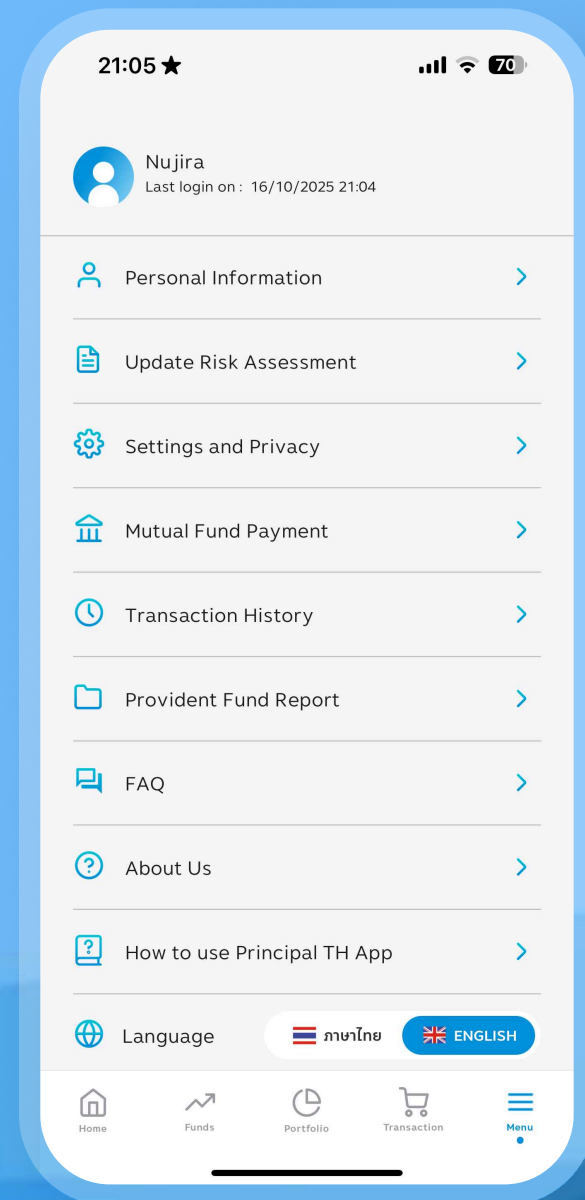 21:05
70
Nujira
Last login on : 16/10/2025 21:04
Personal Information
Update Risk Assessment
Settings and Privacy
Mutual Fund Payment
Transaction History
Provident Fund Report
FAQ
About Us
How to use Principal TH App
Language ภาษาไทย ENGLISH
Home Funds Portfolio Transaction Menu